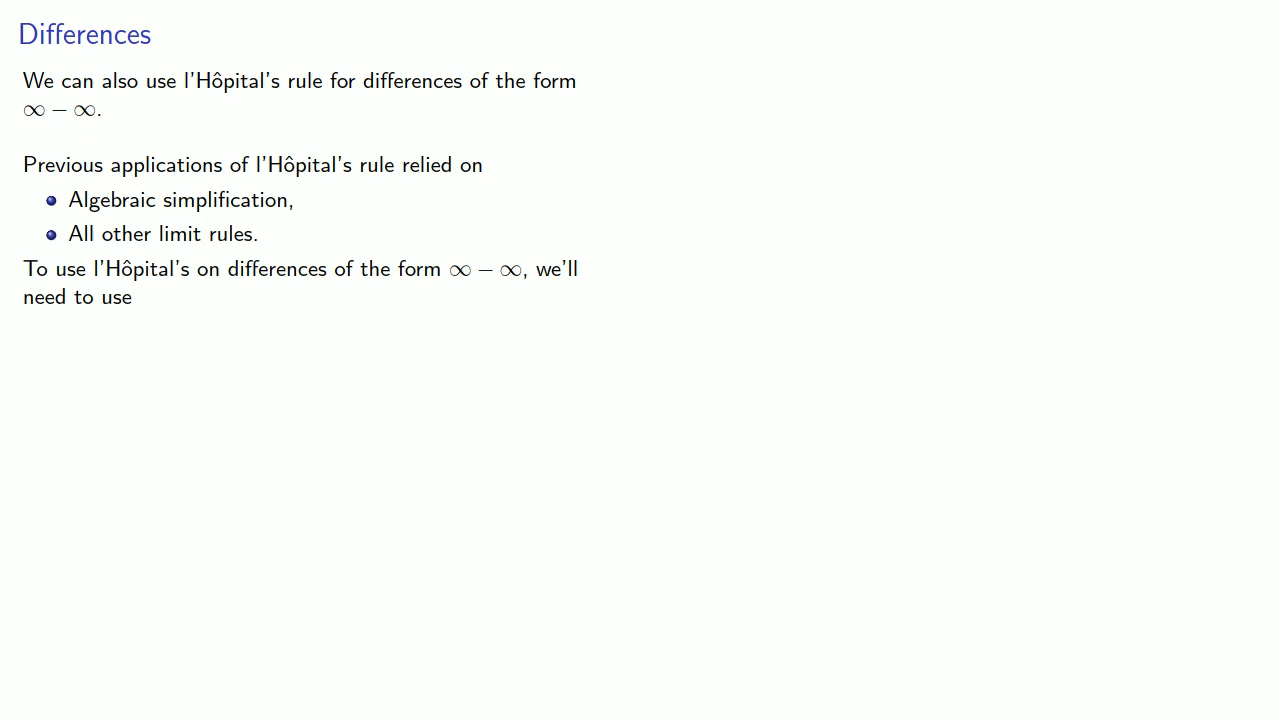 Differences
We can also use l'Hôpital's rule for differences of the form
∞ − ∞.
Previous applications of l'Hôpital's rule relied on
Algebraic simplification,
All other limit rules.
To use l'Hôpital's on differences of the form ∞ − ∞, we'll
need to use